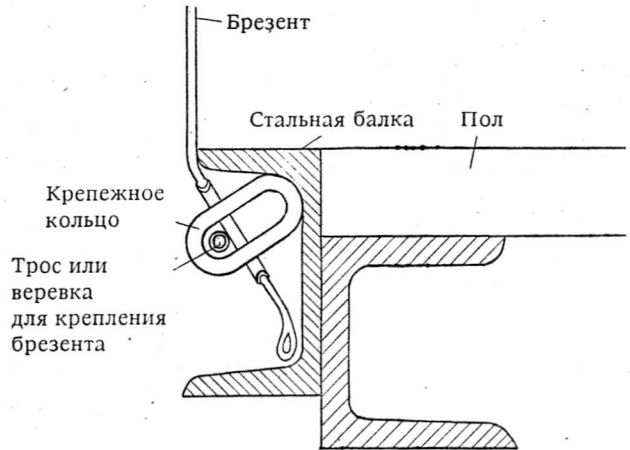 Брезент
Стальная балка
Пол
Крепежное
кольцо
Трос или
веревка
для крепления
брезента